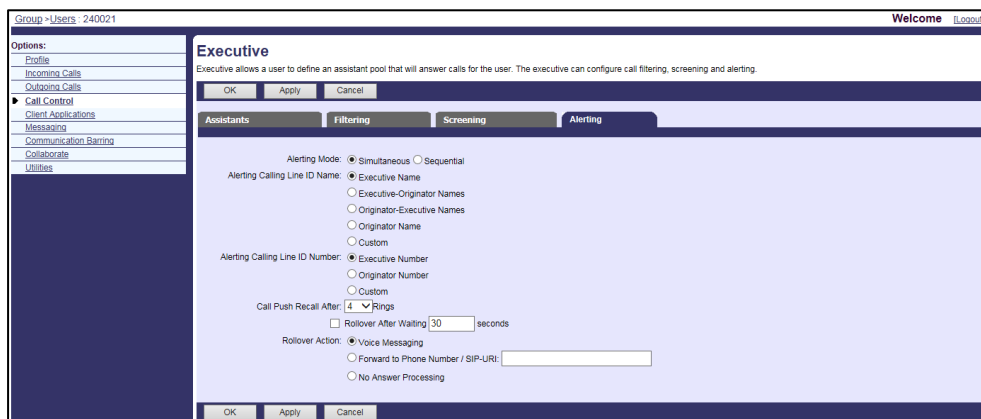 Group >Users : 240021
Welcome [Logout
Options:
Profile
Incoming Calls
Outgoing Calls
Call Control
Client Applications
Messaging
Communication Barring
Collaborate
Utilities
Executive
Executive allows a user to define an assistant pool that will answer calls for the user. The executive can configure call filtering, screening and alerting.
OK Apply Cancel
Assistants Filtering Screening Alerting
Alerting Mode: Simultaneous Sequential
Alerting Calling Line ID Name: Executive Name
Executive-Originator Names
Originator-Executive Names
Originator Name
Custom
Alerting Calling Line ID Number: Executive Number
Originator Number
Custom
Call Push Recall After: 4 Rings
Rollover After Waiting 30 seconds
Rollover Action: Voice Messaging
Forward to Phone Number / SIP-URI:
No Answer Processing
OK Apply Cancel